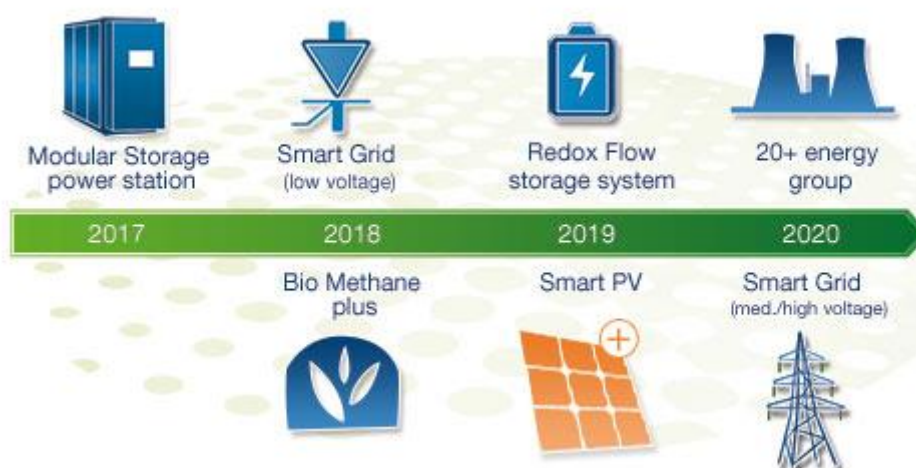 Modular Storage
power station
Smart Grid
(low voltage)
Redox Flow
storage system
20+ energy
group
2017
2018
2019
2020
Bio Methane
plus
Smart PV
Smart Grid
(med./high voltage)